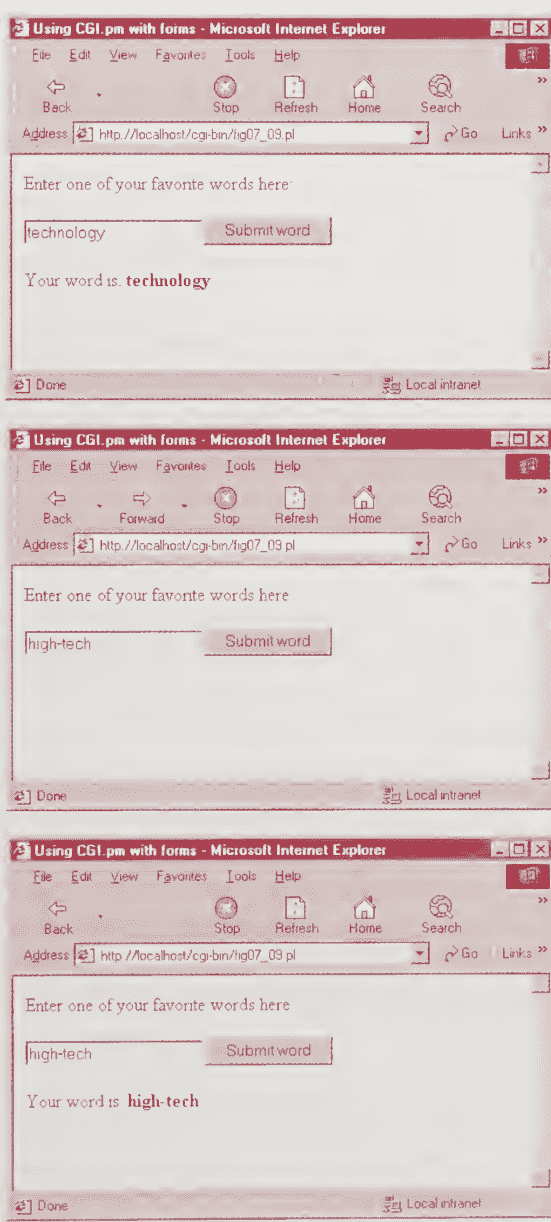 Using CGI.pm with forms - Microsoft Internet Explorer
File Edit View Favorites Tools Help
Back Stop Refresh Home Search »
Address http://localhost/cgi-bin/fig07_09.pl Go Links »
Enter one of your favorite words here:
technology Submit word
Your word is: technology
Done Local intranet
Using CGI.pm with forms - Microsoft Internet Explorer
File Edit View Favorites Tools Help
Back Forward Stop Refresh Home Search »
Address http://localhost/cgi-bin/fig07_09.pl Go Links »
Enter one of your favorite words here
high-tech Submit word
Done Local intranet
Using CGI.pm with forms - Microsoft Internet Explorer
File Edit View Favorites Tools Help
Back Stop Refresh Home Search »
Address http://localhost/cgi-bin/fig07_09.pl Go Links »
Enter one of your favorite words here
high-tech Submit word
Your word is high-tech
Done Local intranet